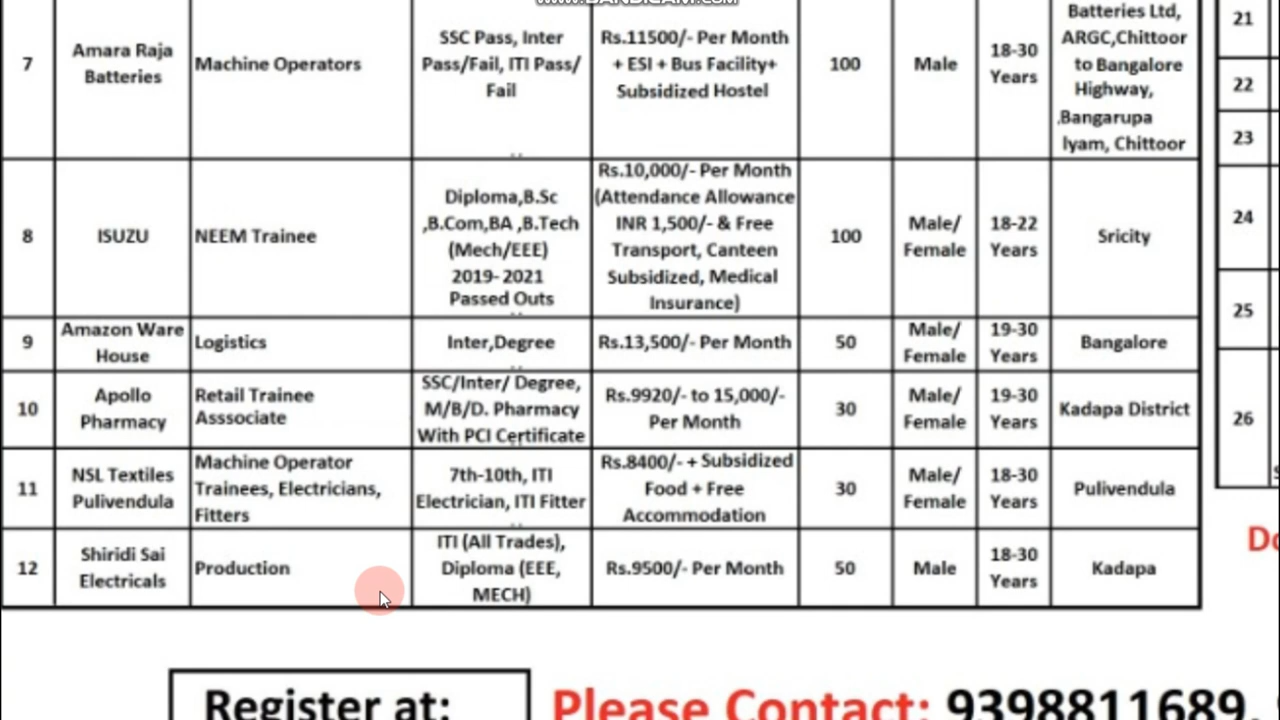 www.BANDICAM.COM
Batteries Ltd,
7 Amara Raja Batteries Machine Operators SSC Pass, Inter Pass/Fail, ITI Pass/ Fail Rs.11500/- Per Month + ESI + Bus Facility+ Subsidized Hostel 100 Male 18-30 Years ARGC,Chittoor
to Bangalore
Highway,
.Bangarupa
lyam, Chittoor
8 ISUZU NEEM Trainee Diploma,B.Sc ,B.Com,BA ,B.Tech (Mech/EEE) 2019-2021 Passed Outs Rs.10,000/- Per Month (Attendance Allowance INR 1,500/- & Free Transport, Canteen Subsidized, Medical Insurance) 100 Male/ Female 18-22 Years Sricity
9 Amazon Ware House Logistics Inter,Degree Rs.13,500/- Per Month 50 Male/ Female 19-30 Years Bangalore
10 Apollo Pharmacy Retail Trainee Asssociate SSC/Inter/ Degree, M/B/D. Pharmacy With PCI Certificate Rs.9920/- to 15,000/- Per Month 30 Male/ Female 19-30 Years Kadapa District
11 NSL Textiles Pulivendula Machine Operator Trainees, Electricians, Fitters 7th-10th, ITI Electrician, ITI Fitter Rs.8400/- + Subsidized Food + Free Accommodation 30 Male/ Female 18-30 Years Pulivendula
12 Shiridi Sai Electricals Production ITI (All Trades), Diploma (EEE, MECH) Rs.9500/- Per Month 50 Male 18-30 Years Kadapa
21
22
23
24
25
26
Register at:
Please Contact: 9398811689,